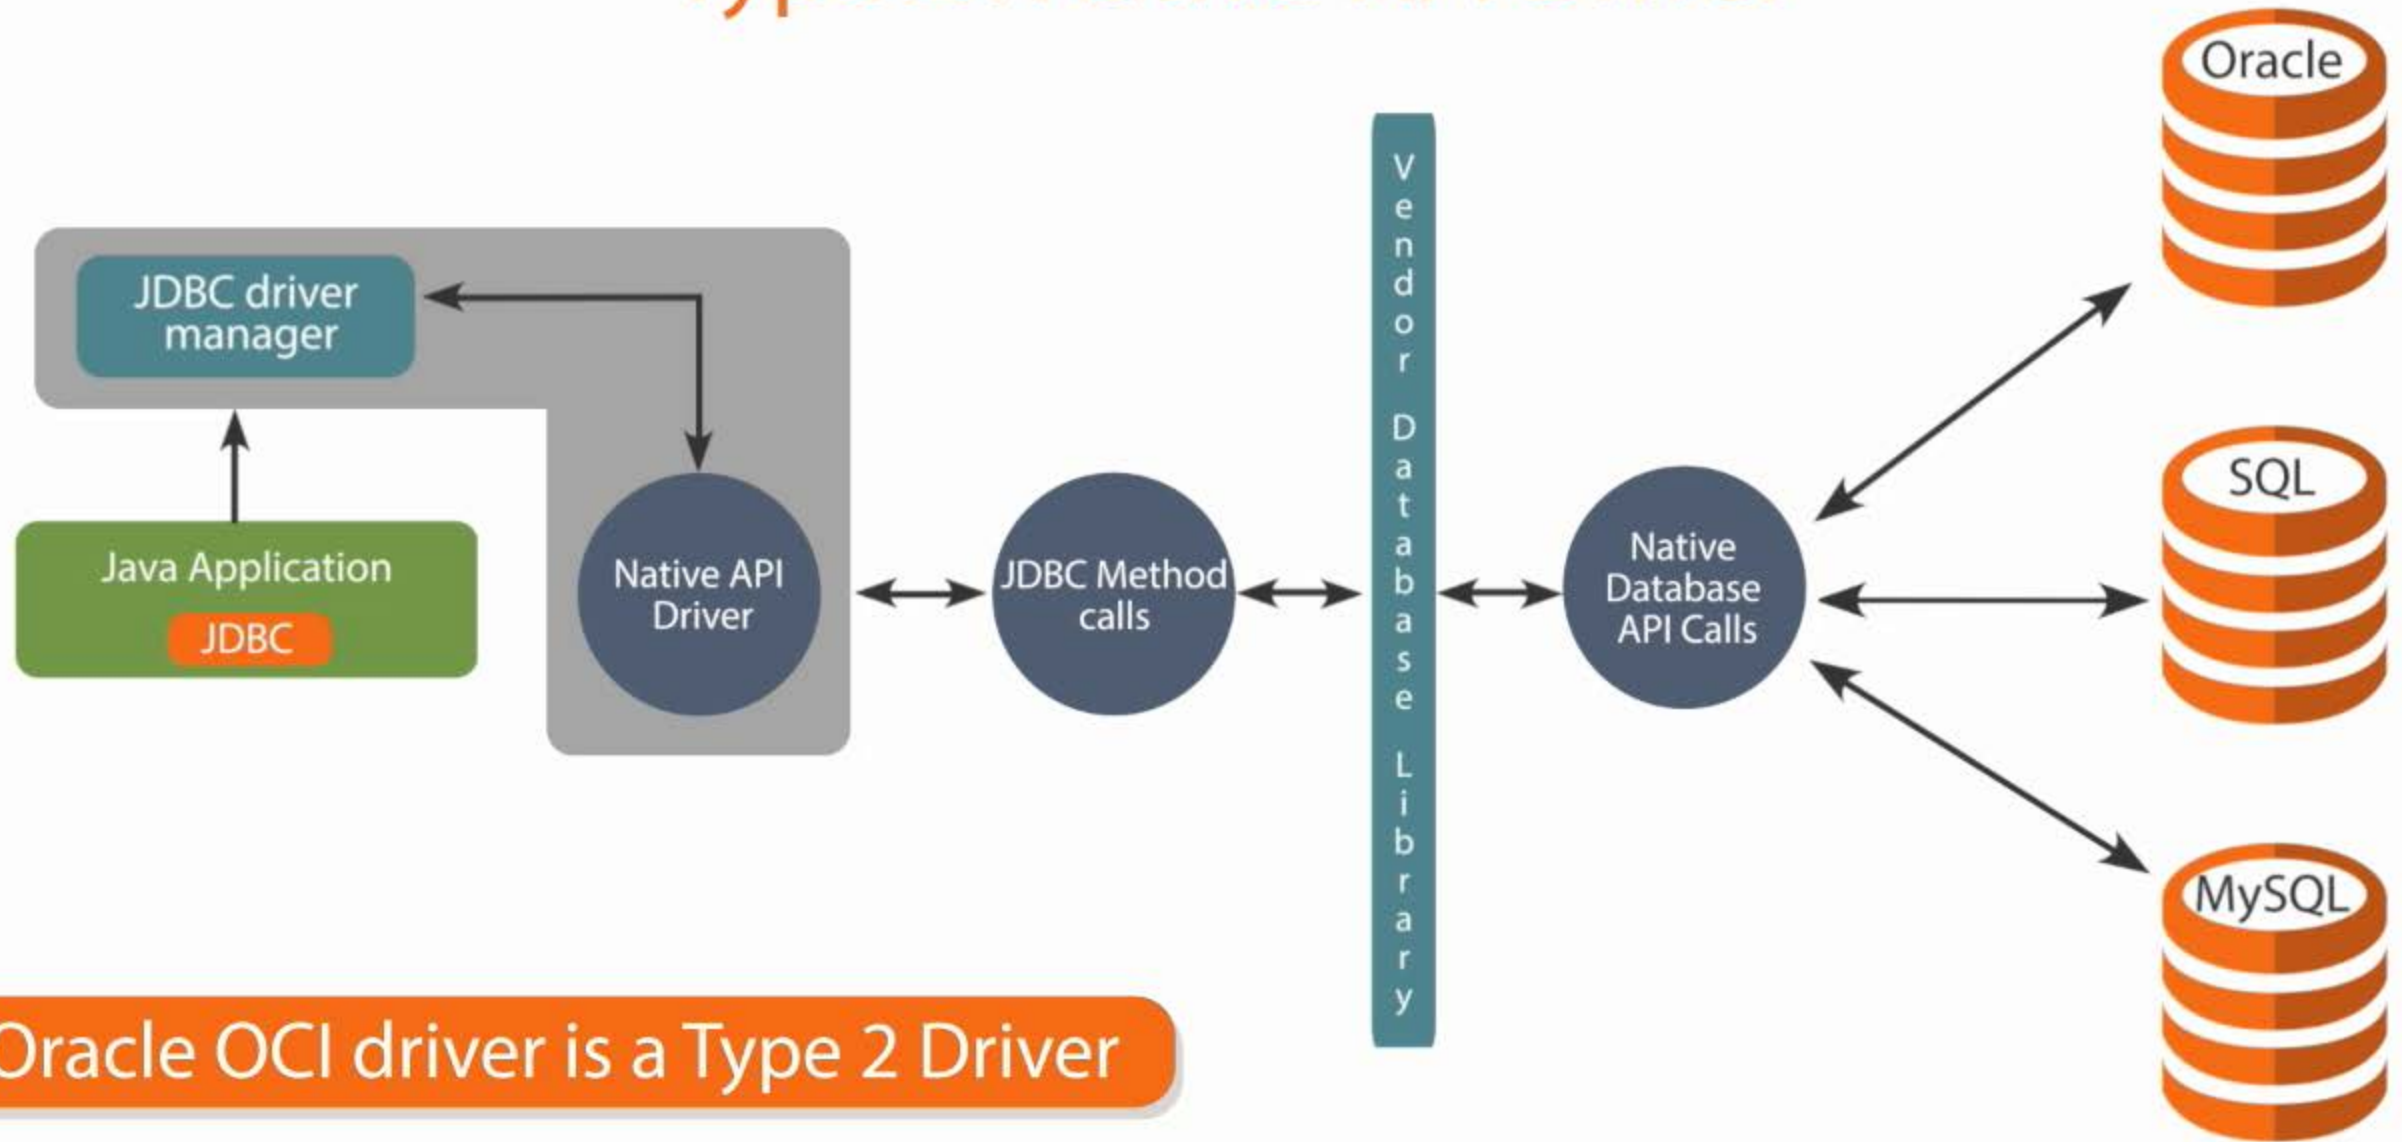 Oracle
JDBC driver
manager
Java Application
JDBC
Native API
Driver
JDBC Method
calls
Vendor Database Library
Native
Database
API Calls
SQL
MySQL
Oracle OCI driver is a Type 2 Driver